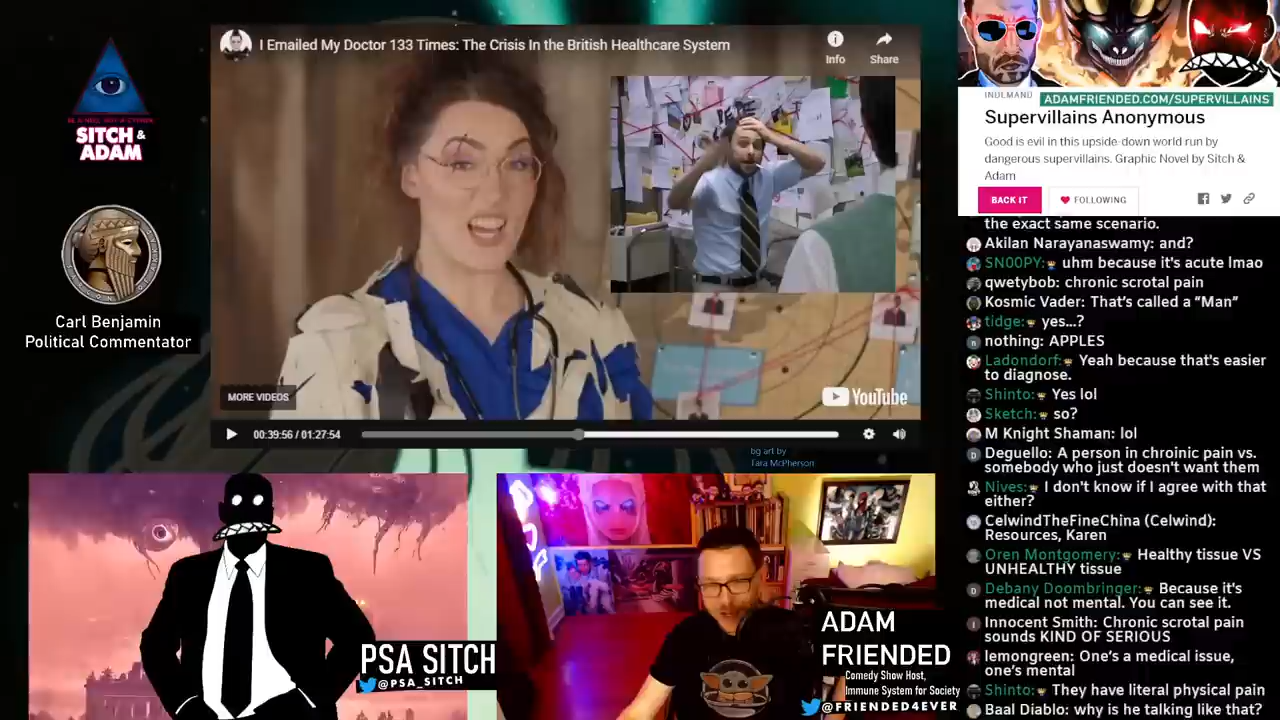 I Emailed My Doctor 133 Times: The Crisis In the British Healthcare System
Info
Share
MORE VIDEOS
YouTube
00:39:56 / 01:27:54
bg art by
Tara McPherson
SITCH &
ADAM
Carl Benjamin
Political Commentator
PSA SITCH
@PSA_SITCH
ADAM
FRIENDED
Comedy Show Host,
Immune System for Society
@FRIENDED4EVER
INDEMAND
ADAMFRIENDED.COM/SUPERVILLAINS
Supervillains Anonymous
Good is evil in this upside-down world run by
dangerous supervillains. Graphic Novel by Sitch &
Adam
BACK IT
FOLLOWING
the exact same scenario.
Akilan Narayanaswamy: and?
SN00PY: uhm because it's acute lmao
qwetybob: chronic scrotal pain
Kosmic Vader: That's called a “Man”
tidge: yes...?
nothing: APPLES
Ladondorf: Yeah because that's easier
to diagnose.
Shinto: Yes lol
Sketch: so?
M Knight Shaman: lol
Deguello: A person in chroinic pain vs.
somebody who just doesn't want them
Nives: I don't know if I agree with that
either?
CelwindTheFineChina (Celwind):
Resources, Karen
Oren Montgomery: Healthy tissue VS
UNHEALTHY tissue
Debany Doombringer: Because it's
medical not mental. You can see it.
Innocent Smith: Chronic scrotal pain
sounds KIND OF SERIOUS
lemongreen: One's a medical issue,
one's mental
Shinto: They have literal physical pain
Baal Diablo: why is he talking like that?